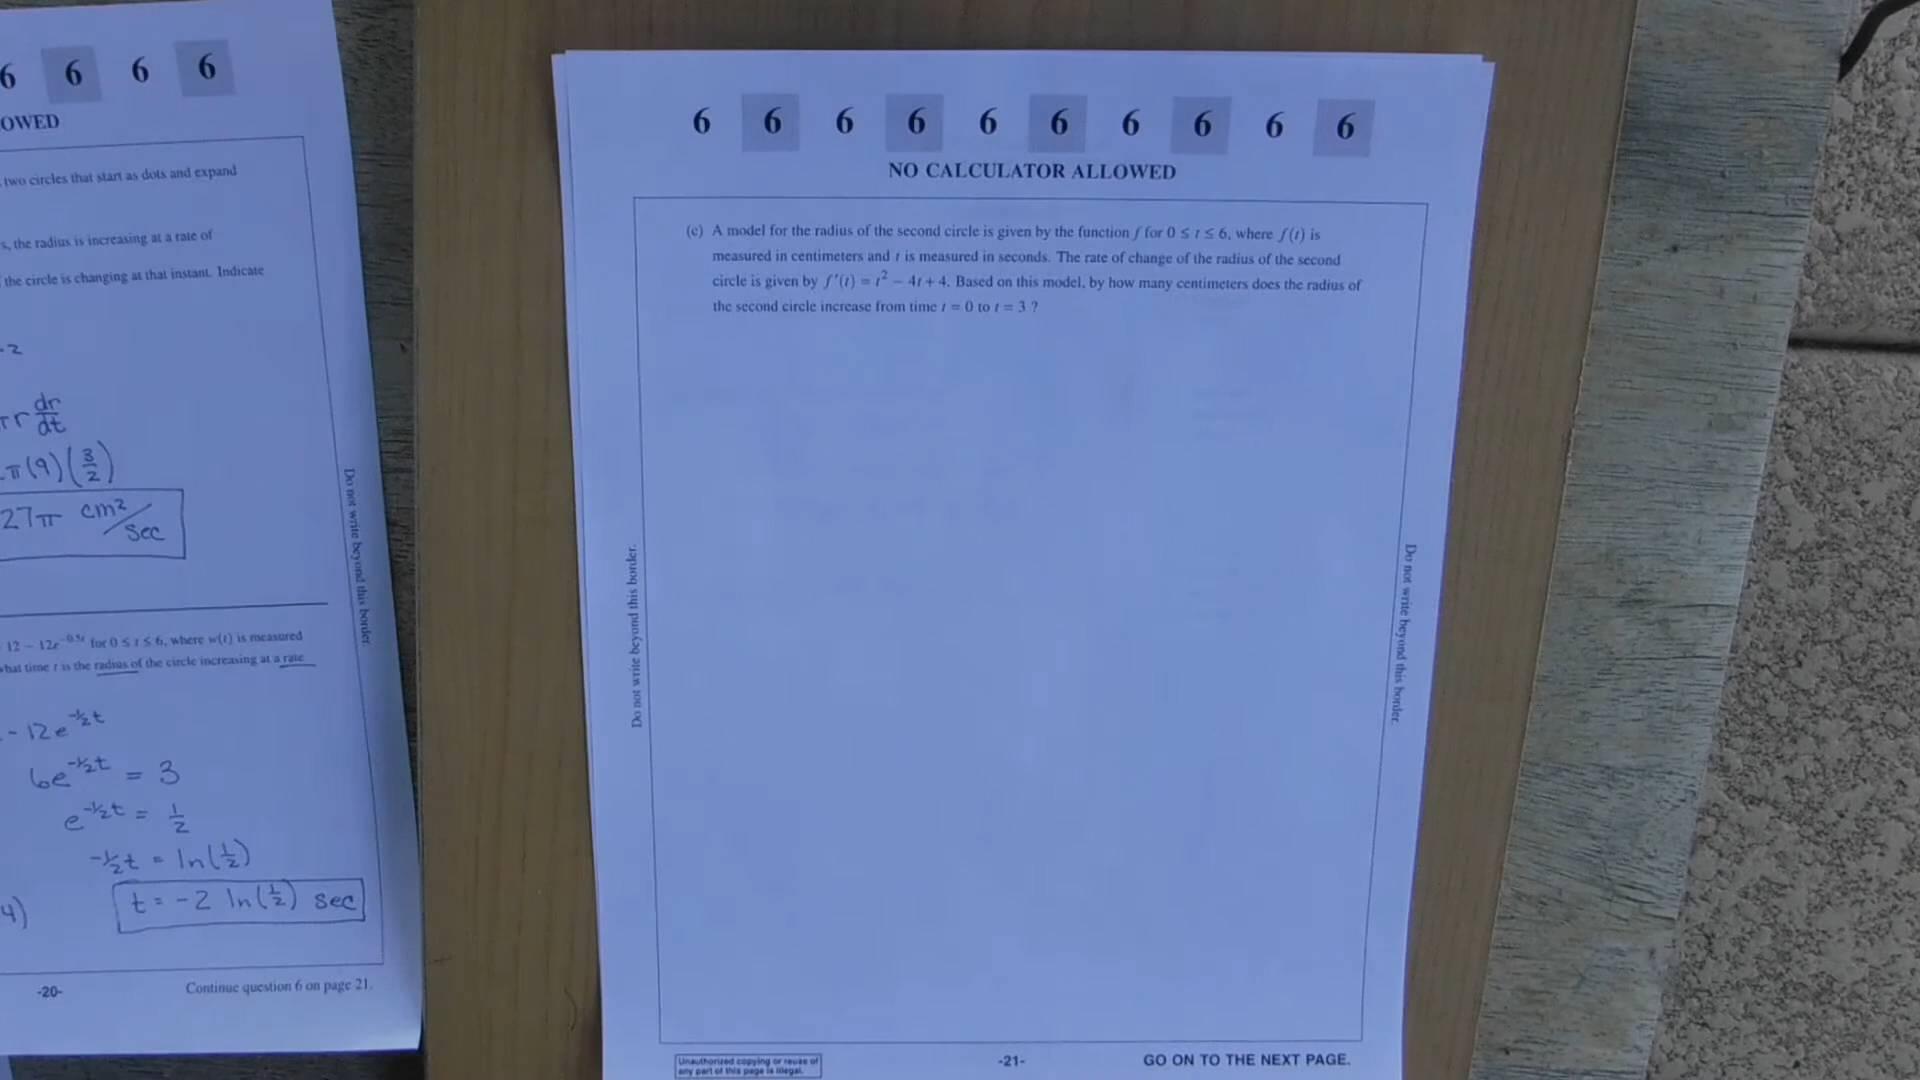 6 6 6 6
OWED
two circles that start as dots and expand
s, the radius is increasing at a rate of
the circle is changing at that instant. Indicate
-2
πr dr/dt
π(9)(3/2)
27π cm²/sec
Do not write beyond this border.
12 − 12e^−0.5t for 0 ≤ t ≤ 6, where w(t) is measured
what time t is the radius of the circle increasing at a rate
- 12e^-½t
6e^-½t = 3
e^-½t = 1/2
-½t = ln(½)
t = -2 ln(½) sec
4)
-20-
Continue question 6 on page 21.
6 6 6 6 6 6 6 6 6 6
NO CALCULATOR ALLOWED
(c) A model for the radius of the second circle is given by the function f for 0 ≤ t ≤ 6, where f(t) is
measured in centimeters and t is measured in seconds. The rate of change of the radius of the second
circle is given by f′(t) = t² − 4t + 4. Based on this model, by how many centimeters does the radius of
the second circle increase from time t = 0 to t = 3 ?
Do not write beyond this border.
Do not write beyond this border.
Unauthorized copying or reuse of
any part of this page is illegal.
-21-
GO ON TO THE NEXT PAGE.